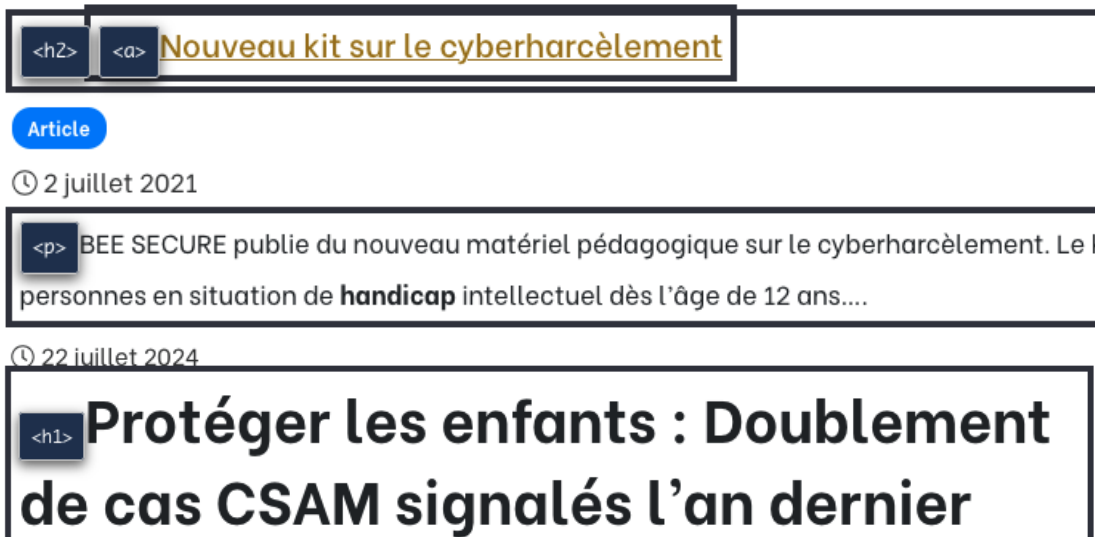 <h2> <a> Nouveau kit sur le cyberharcèlement
Article
2 juillet 2021
<p> BEE SECURE publie du nouveau matériel pédagogique sur le cyberharcèlement. Le
personnes en situation de handicap intellectuel dès l'âge de 12 ans....
22 juillet 2024
<h1> Protéger les enfants : Doublement
de cas CSAM signalés l'an dernier